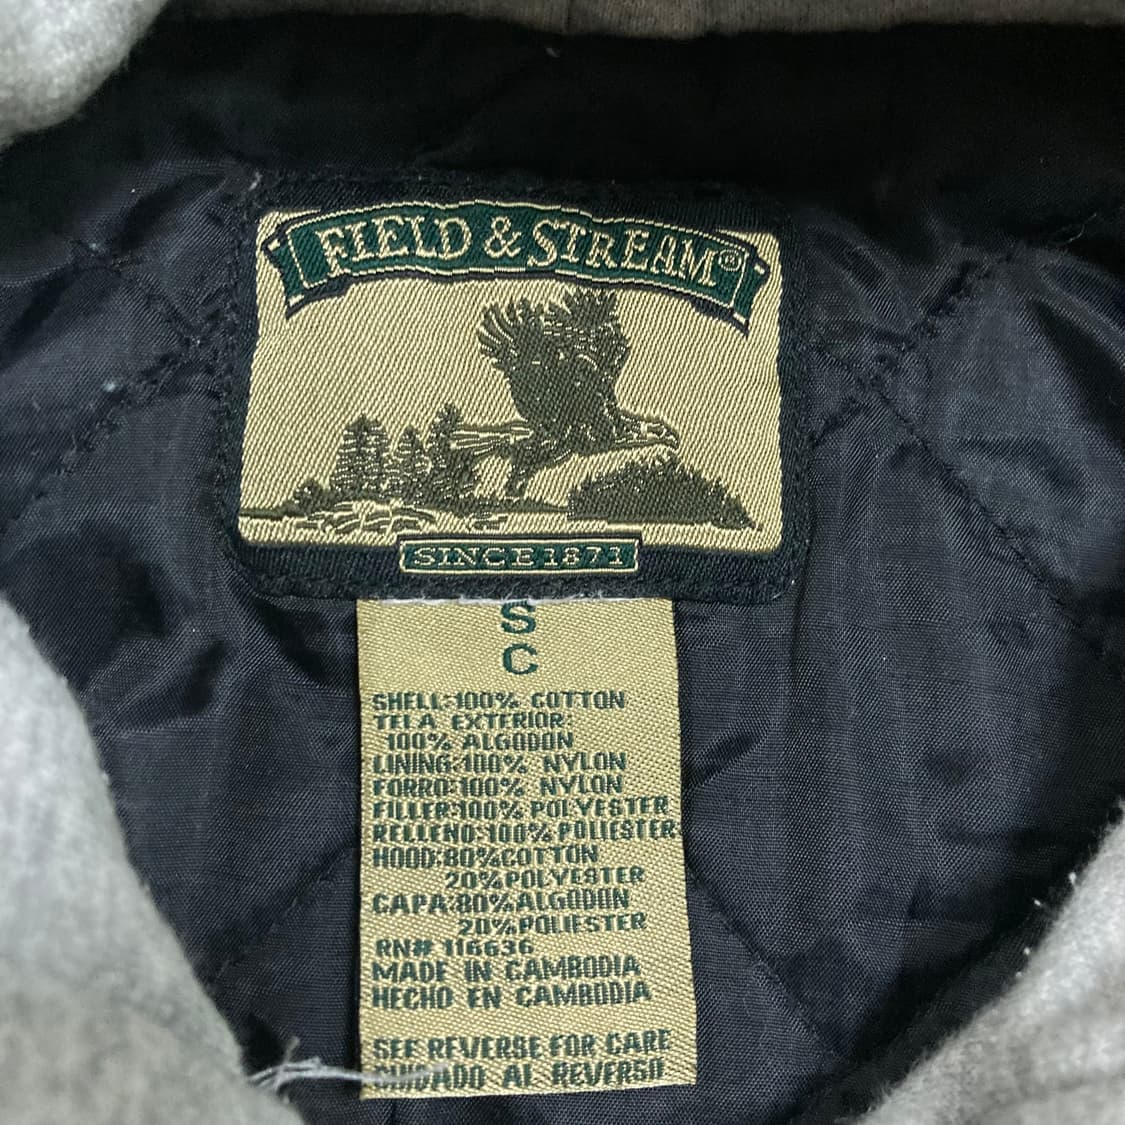 FIELD & STREAM®
SINCE 1871
S
C
SHELL:100% COTTON
TELA EXTERIOR:
100% ALGODON
LINING:100% NYLON
FORRO:100% NYLON
FILLER:100% POLYESTER
RELLENO:100% POLIESTER
HOOD:80%COTTON
20%POLYESTER
CAPA:80%ALGODON
20%POLIESTER
RN# 116636
MADE IN CAMBODIA
HECHO EN CAMBODIA
SEE REVERSE FOR CARE
CUIDADO AL REVERSO